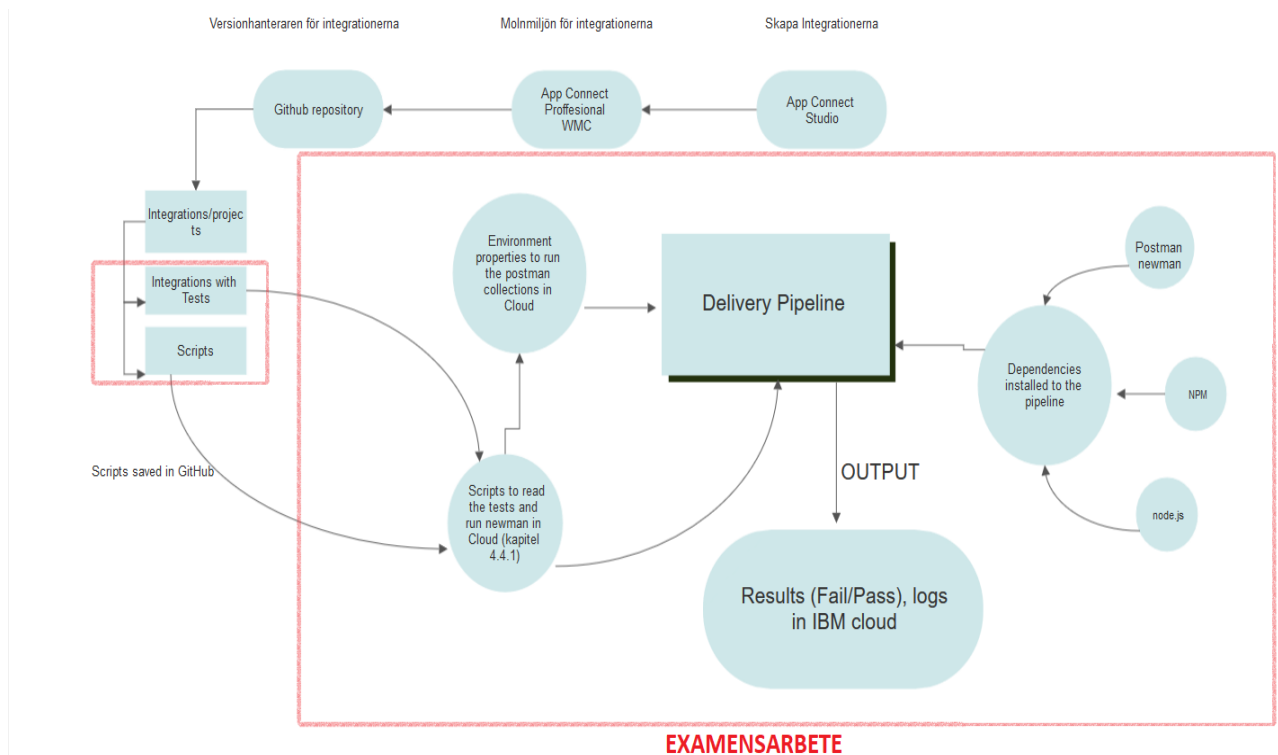 Versionhanteraren för integrationerna
Molnmiljön för integrationerna
Skapa Integrationerna
Github repository
App Connect
Proffesional
WMC
App Connect
Studio
Integrations/projec
ts
Integrations with
Tests
Scripts
Scripts saved in GitHub
Environment
properties to run
the postman
collections in
Cloud
Delivery Pipeline
Postman
newman
Dependencies
installed to the
pipeline
NPM
node.js
Scripts to read
the tests and
run newman in
Cloud (kapitel
4.4.1)
OUTPUT
Results (Fail/Pass), logs
in IBM cloud
EXAMENSARBETE